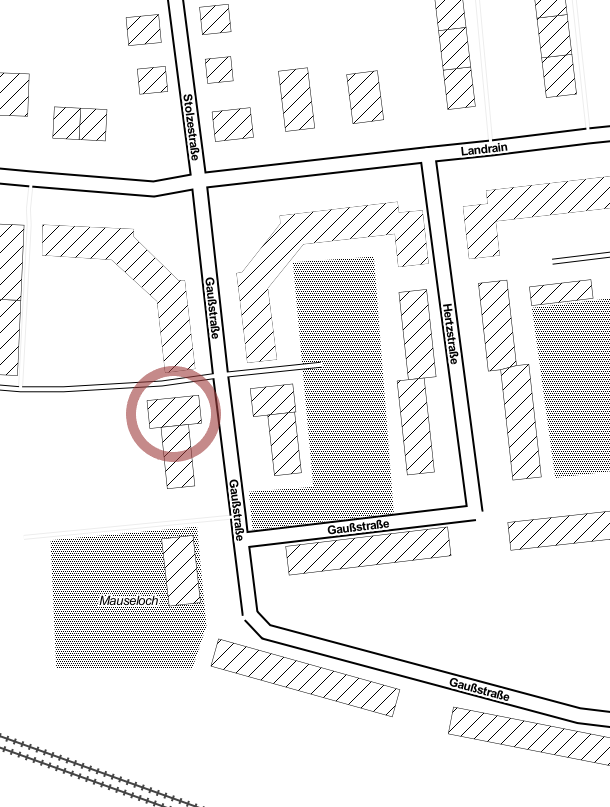 Stolzestraße
Landrain
Gaußstraße
Hertzstraße
Gaußstraße
Gaußstraße
Mauseloch
Gaußstraße